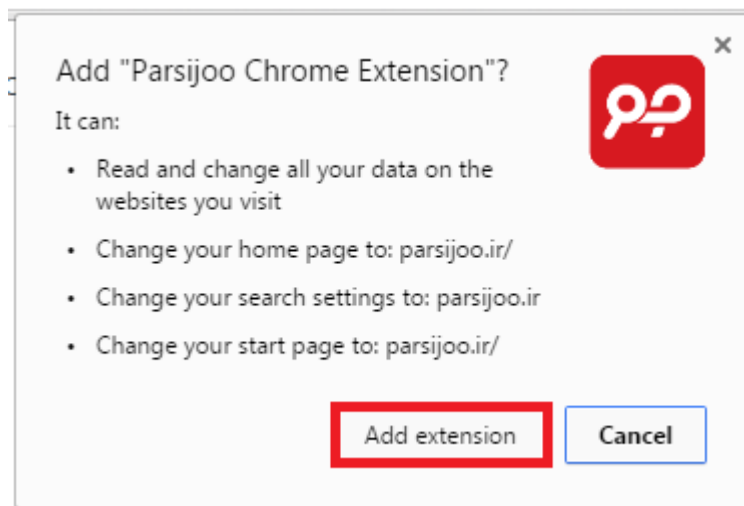 Add "Parsijoo Chrome Extension"?
جو
It can:
• Read and change all your data on the
websites you visit
• Change your home page to: parsijoo.ir/
• Change your search settings to: parsijoo.ir
• Change your start page to: parsijoo.ir/
Add extension
Cancel